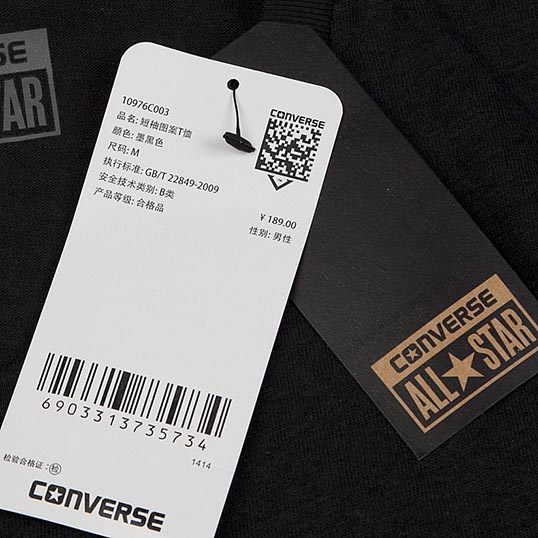 CONVERSE
STAR
10976C003
品名: 短袖图案T恤
颜色: 墨黑色
尺码: M
执行标准: GB/T 22849-2009
安全技术类别: B类
产品等级: 合格品
CONVERSE
¥ 189.00
性别: 男性
6903313735734
1414
检验合格证: 检
CONVERSE
CONVERSE
ALL STAR